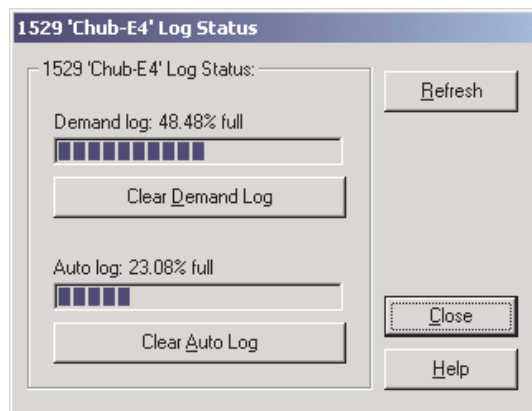 1529 'Chub-E4' Log Status
1529 'Chub-E4' Log Status:
Refresh
Demand log: 48.48% full
Clear Demand Log
Auto log: 23.08% full
Clear Auto Log
Close
Help